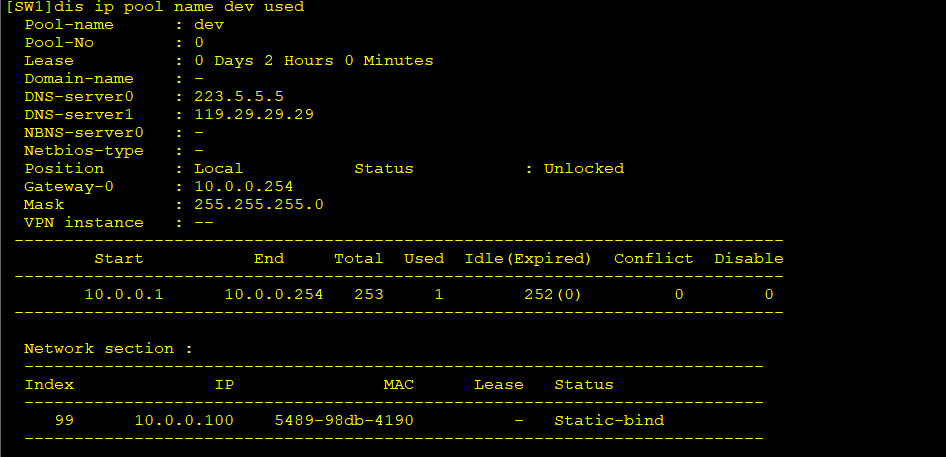 [SW1]dis ip pool name dev used
Pool-name : dev
Pool-No : 0
Lease : 0 Days 2 Hours 0 Minutes
Domain-name : -
DNS-server0 : 223.5.5.5
DNS-server1 : 119.29.29.29
NBNS-server0 : -
Netbios-type : -
Position : Local Status : Unlocked
Gateway-0 : 10.0.0.254
Mask : 255.255.255.0
VPN instance : --
-----------------------------------------------------------------------------
Start End Total Used Idle(Expired) Conflict Disable
-----------------------------------------------------------------------------
10.0.0.1 10.0.0.254 253 1 252(0) 0 0
-----------------------------------------------------------------------------
Network section :
--------------------------------------------------------------------------
Index IP MAC Lease Status
--------------------------------------------------------------------------
99 10.0.0.100 5489-98db-4190 - Static-bind
--------------------------------------------------------------------------